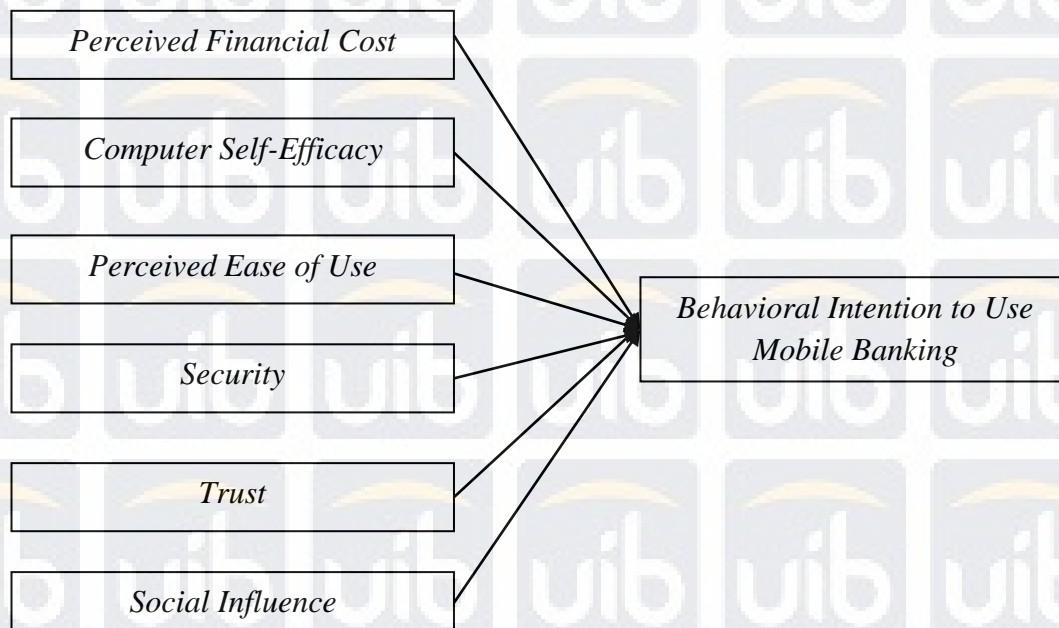 Perceived Financial Cost
Computer Self-Efficacy
Perceived Ease of Use
Behavioral Intention to Use
Mobile Banking
Security
Trust
Social Influence
uib